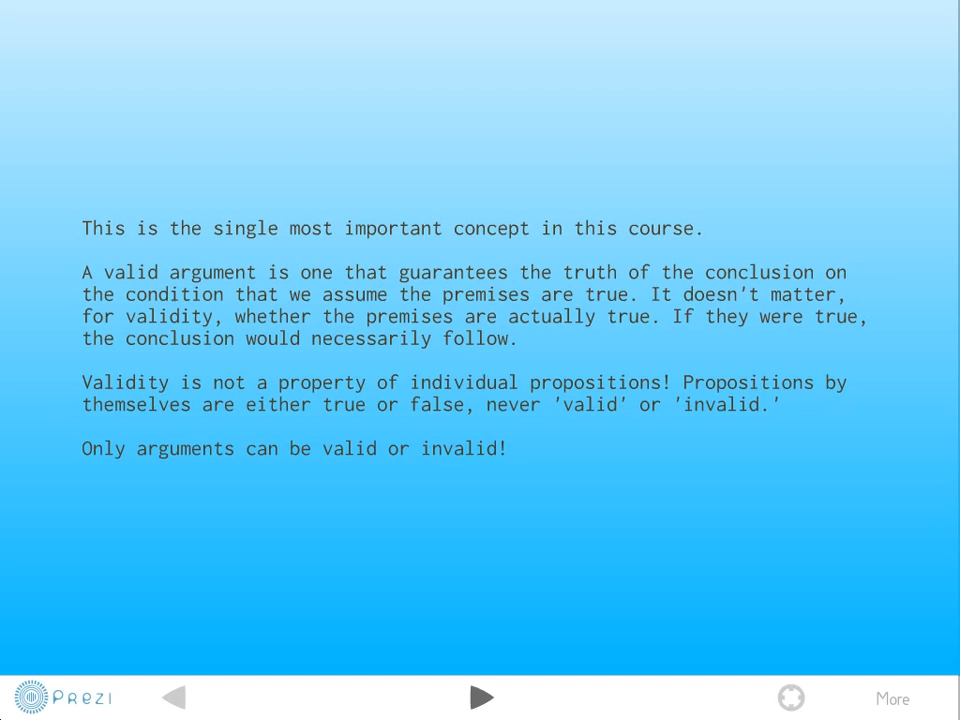 This is the single most important concept in this course.
A valid argument is one that guarantees the truth of the conclusion on
the condition that we assume the premises are true. It doesn't matter,
for validity, whether the premises are actually true. If they were true,
the conclusion would necessarily follow.
Validity is not a property of individual propositions! Propositions by
themselves are either true or false, never 'valid' or 'invalid.'
Only arguments can be valid or invalid!
PREZI
More